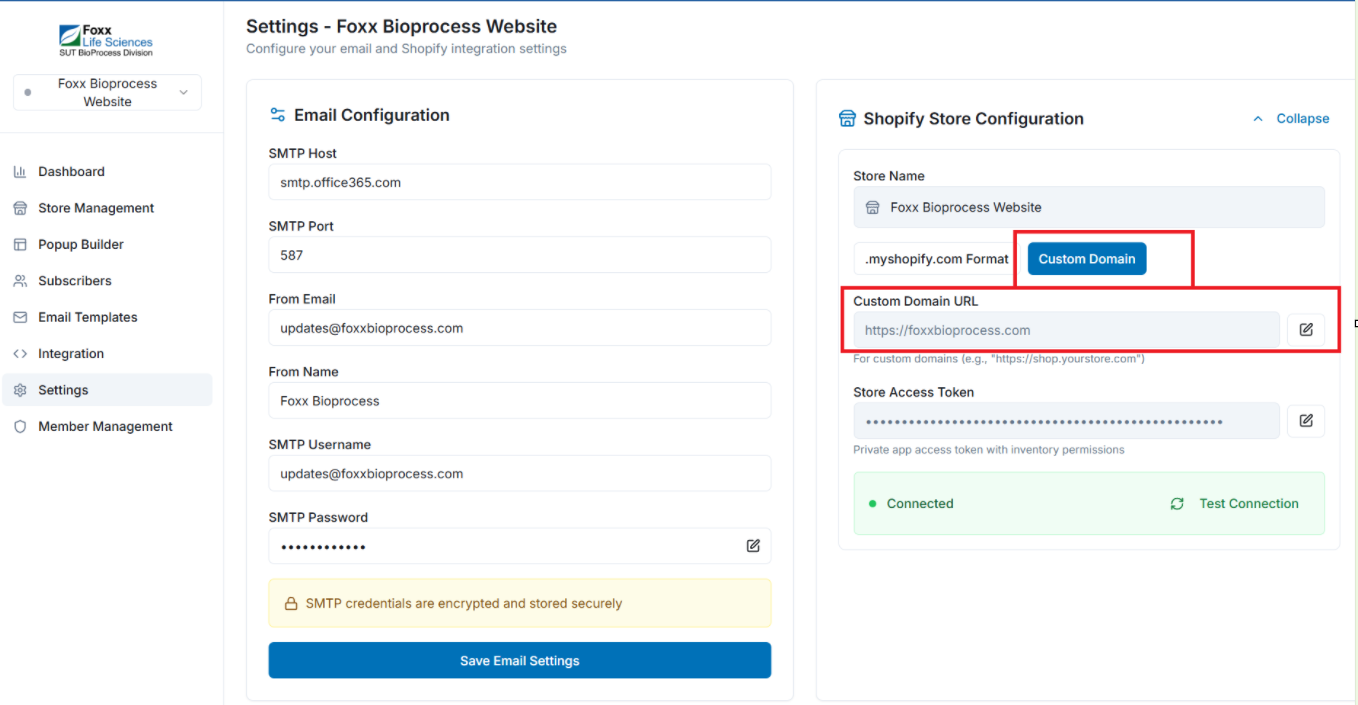 Foxx
Life Sciences
SUT BioProcess Division
Foxx Bioprocess
Website
Dashboard
Store Management
Popup Builder
Subscribers
Email Templates
Integration
Settings
Member Management
Settings - Foxx Bioprocess Website
Configure your email and Shopify integration settings
Email Configuration
SMTP Host
smtp.office365.com
SMTP Port
587
From Email
updates@foxxbioprocess.com
From Name
Foxx Bioprocess
SMTP Username
updates@foxxbioprocess.com
SMTP Password
••••••••••••
SMTP credentials are encrypted and stored securely
Save Email Settings
Shopify Store Configuration
Collapse
Store Name
Foxx Bioprocess Website
.myshopify.com Format
Custom Domain
Custom Domain URL
https://foxxbioprocess.com
For custom domains (e.g., "https://shop.yourstore.com")
Store Access Token
••••••••••••••••••••••••••••••••••••••••••••••••••
Private app access token with inventory permissions
Connected
Test Connection